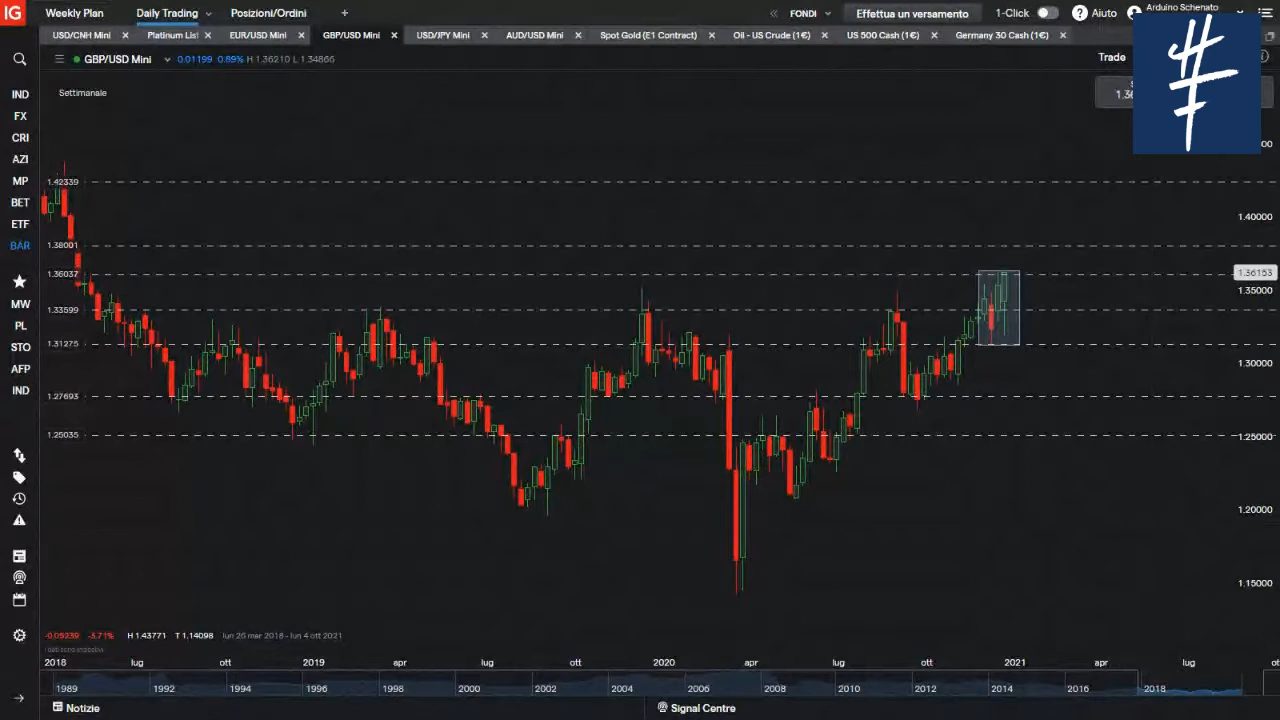 IG Weekly Plan Daily Trading Posizioni/Ordini + FONDI Effettua un versamento 1-Click Aiuto Arduino Schenato
USD/CNH Mini Platinum Lis EUR/USD Mini GBP/USD Mini USD/JPY Mini AUD/USD Mini Spot Gold (E1 Contract) Oil - US Crude (1€) US 500 Cash (1€) Germany 30 Cash (1€)
GBP/USD Mini 0.01199 0.89% H 1.36210 L 1.34866 Trade
Settimanale
IND
FX
CRI
AZI
MP
BET
ETF
BAR
MW
PL
STO
AFP
IND
1.42339
1.38001
1.36037
1.33599
1.31275
1.27693
1.25035
1.40000
1.36153
1.35000
1.30000
1.25000
1.20000
1.15000
-0.05239 -3.71% H 1.43771 T 1.14098 lun 26 mar 2018 - lun 4 ott 2021
2018 lug ott 2019 apr lug ott 2020 apr lug ott 2021 apr lug
1989 1992 1994 1996 1998 2000 2002 2004 2006 2008 2010 2012 2014 2016 2018
Notizie Signal Centre